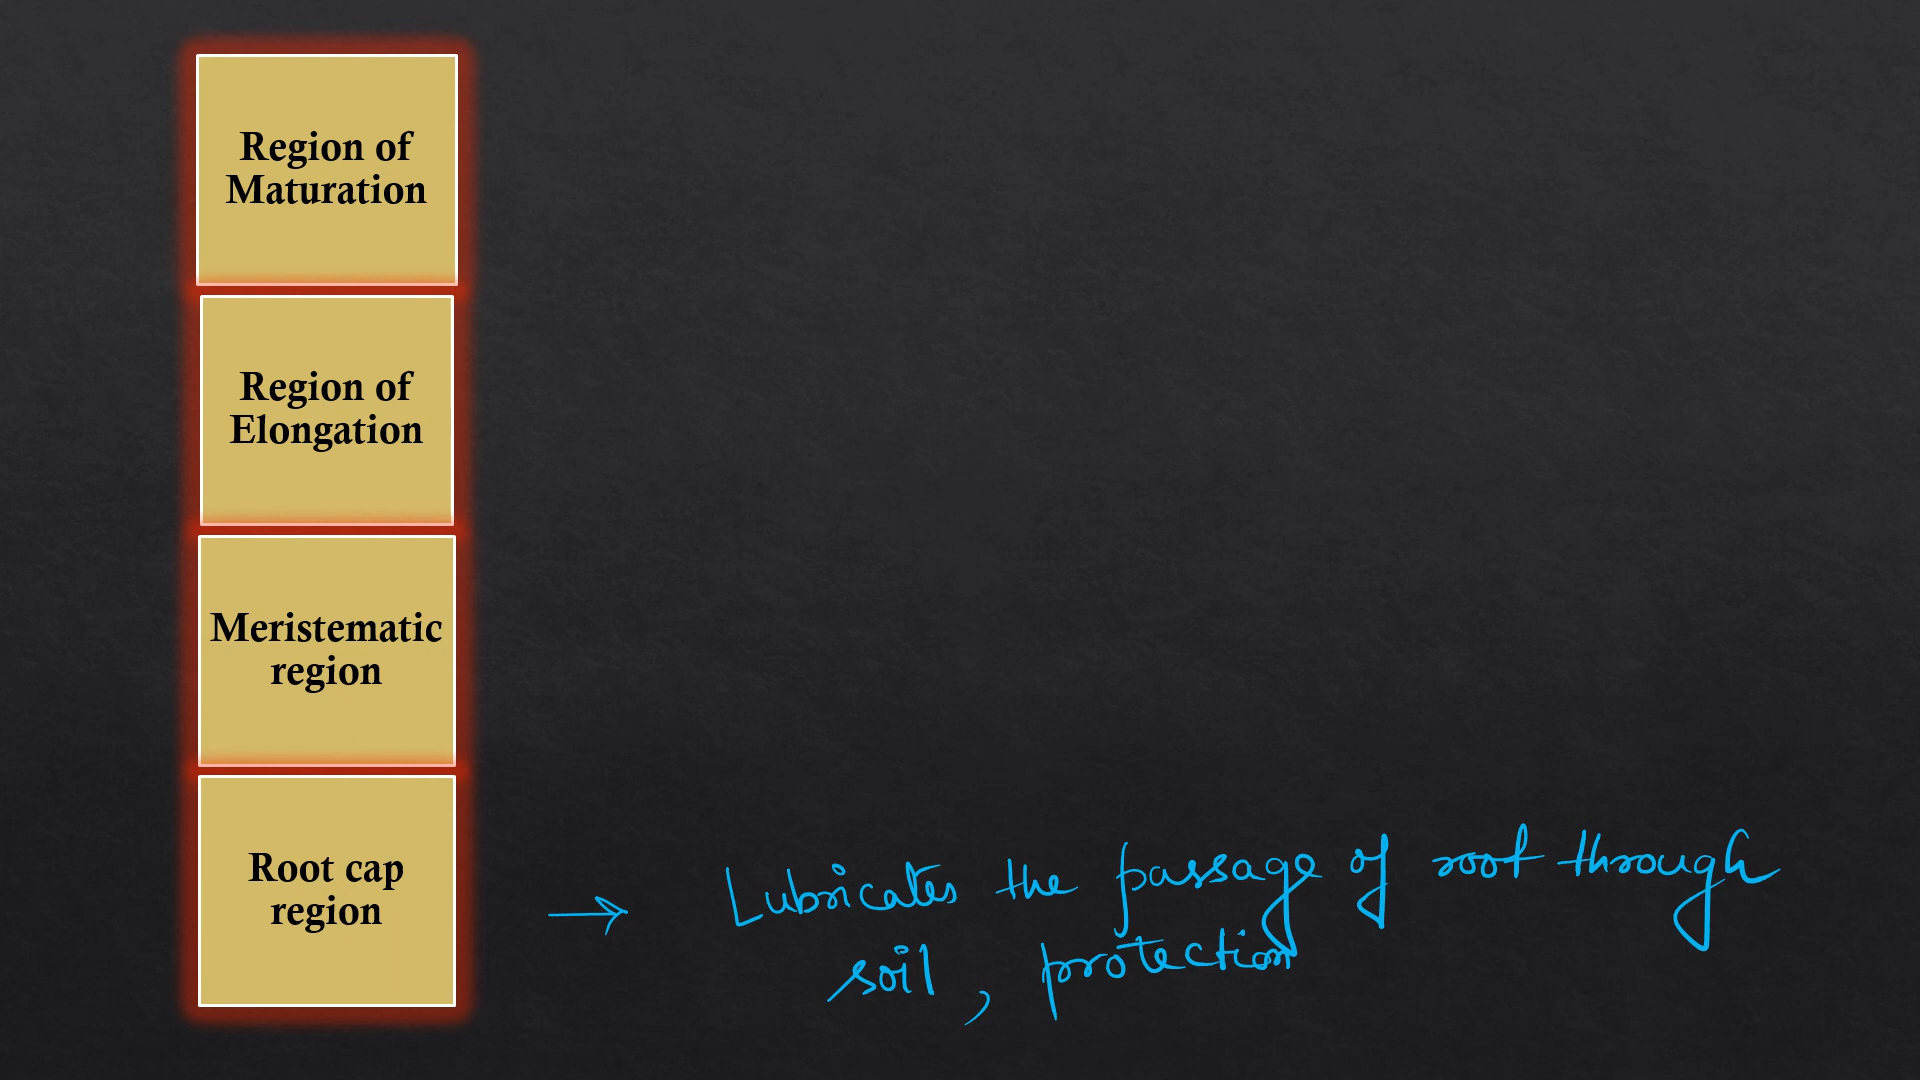 Region of
Maturation
Region of
Elongation
Meristematic
region
Root cap
region
→ Lubricates the passage of root through
soil, protection